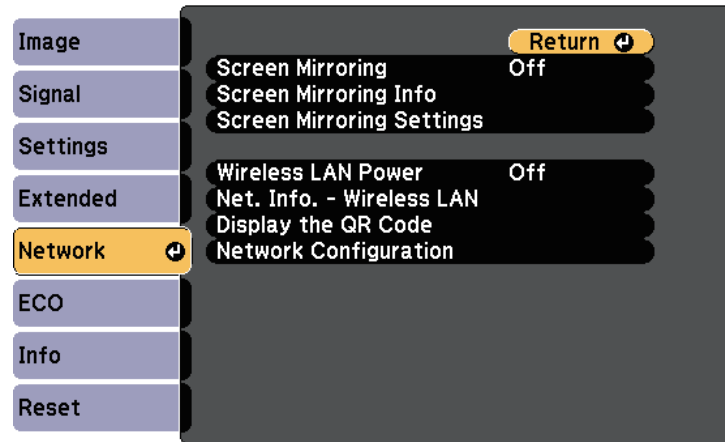 Image
Signal
Settings
Extended
Network
ECO
Info
Reset
Return
Screen Mirroring Off
Screen Mirroring Info
Screen Mirroring Settings
Wireless LAN Power Off
Net. Info. - Wireless LAN
Display the QR Code
Network Configuration